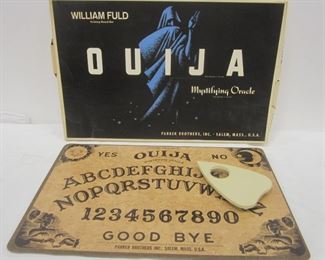 WILLIAM FULD
OUIJA
Mystifying Oracle
PARKER BROTHERS, INC. · SALEM, MASS., U.S.A.
YES OUIJA NO
ABCDEFGHIJKLM
NOPQRSTUVWXYZ
1234567890
GOOD BYE
PARKER BROTHERS INC. SALEM, MASS. U.S.A.